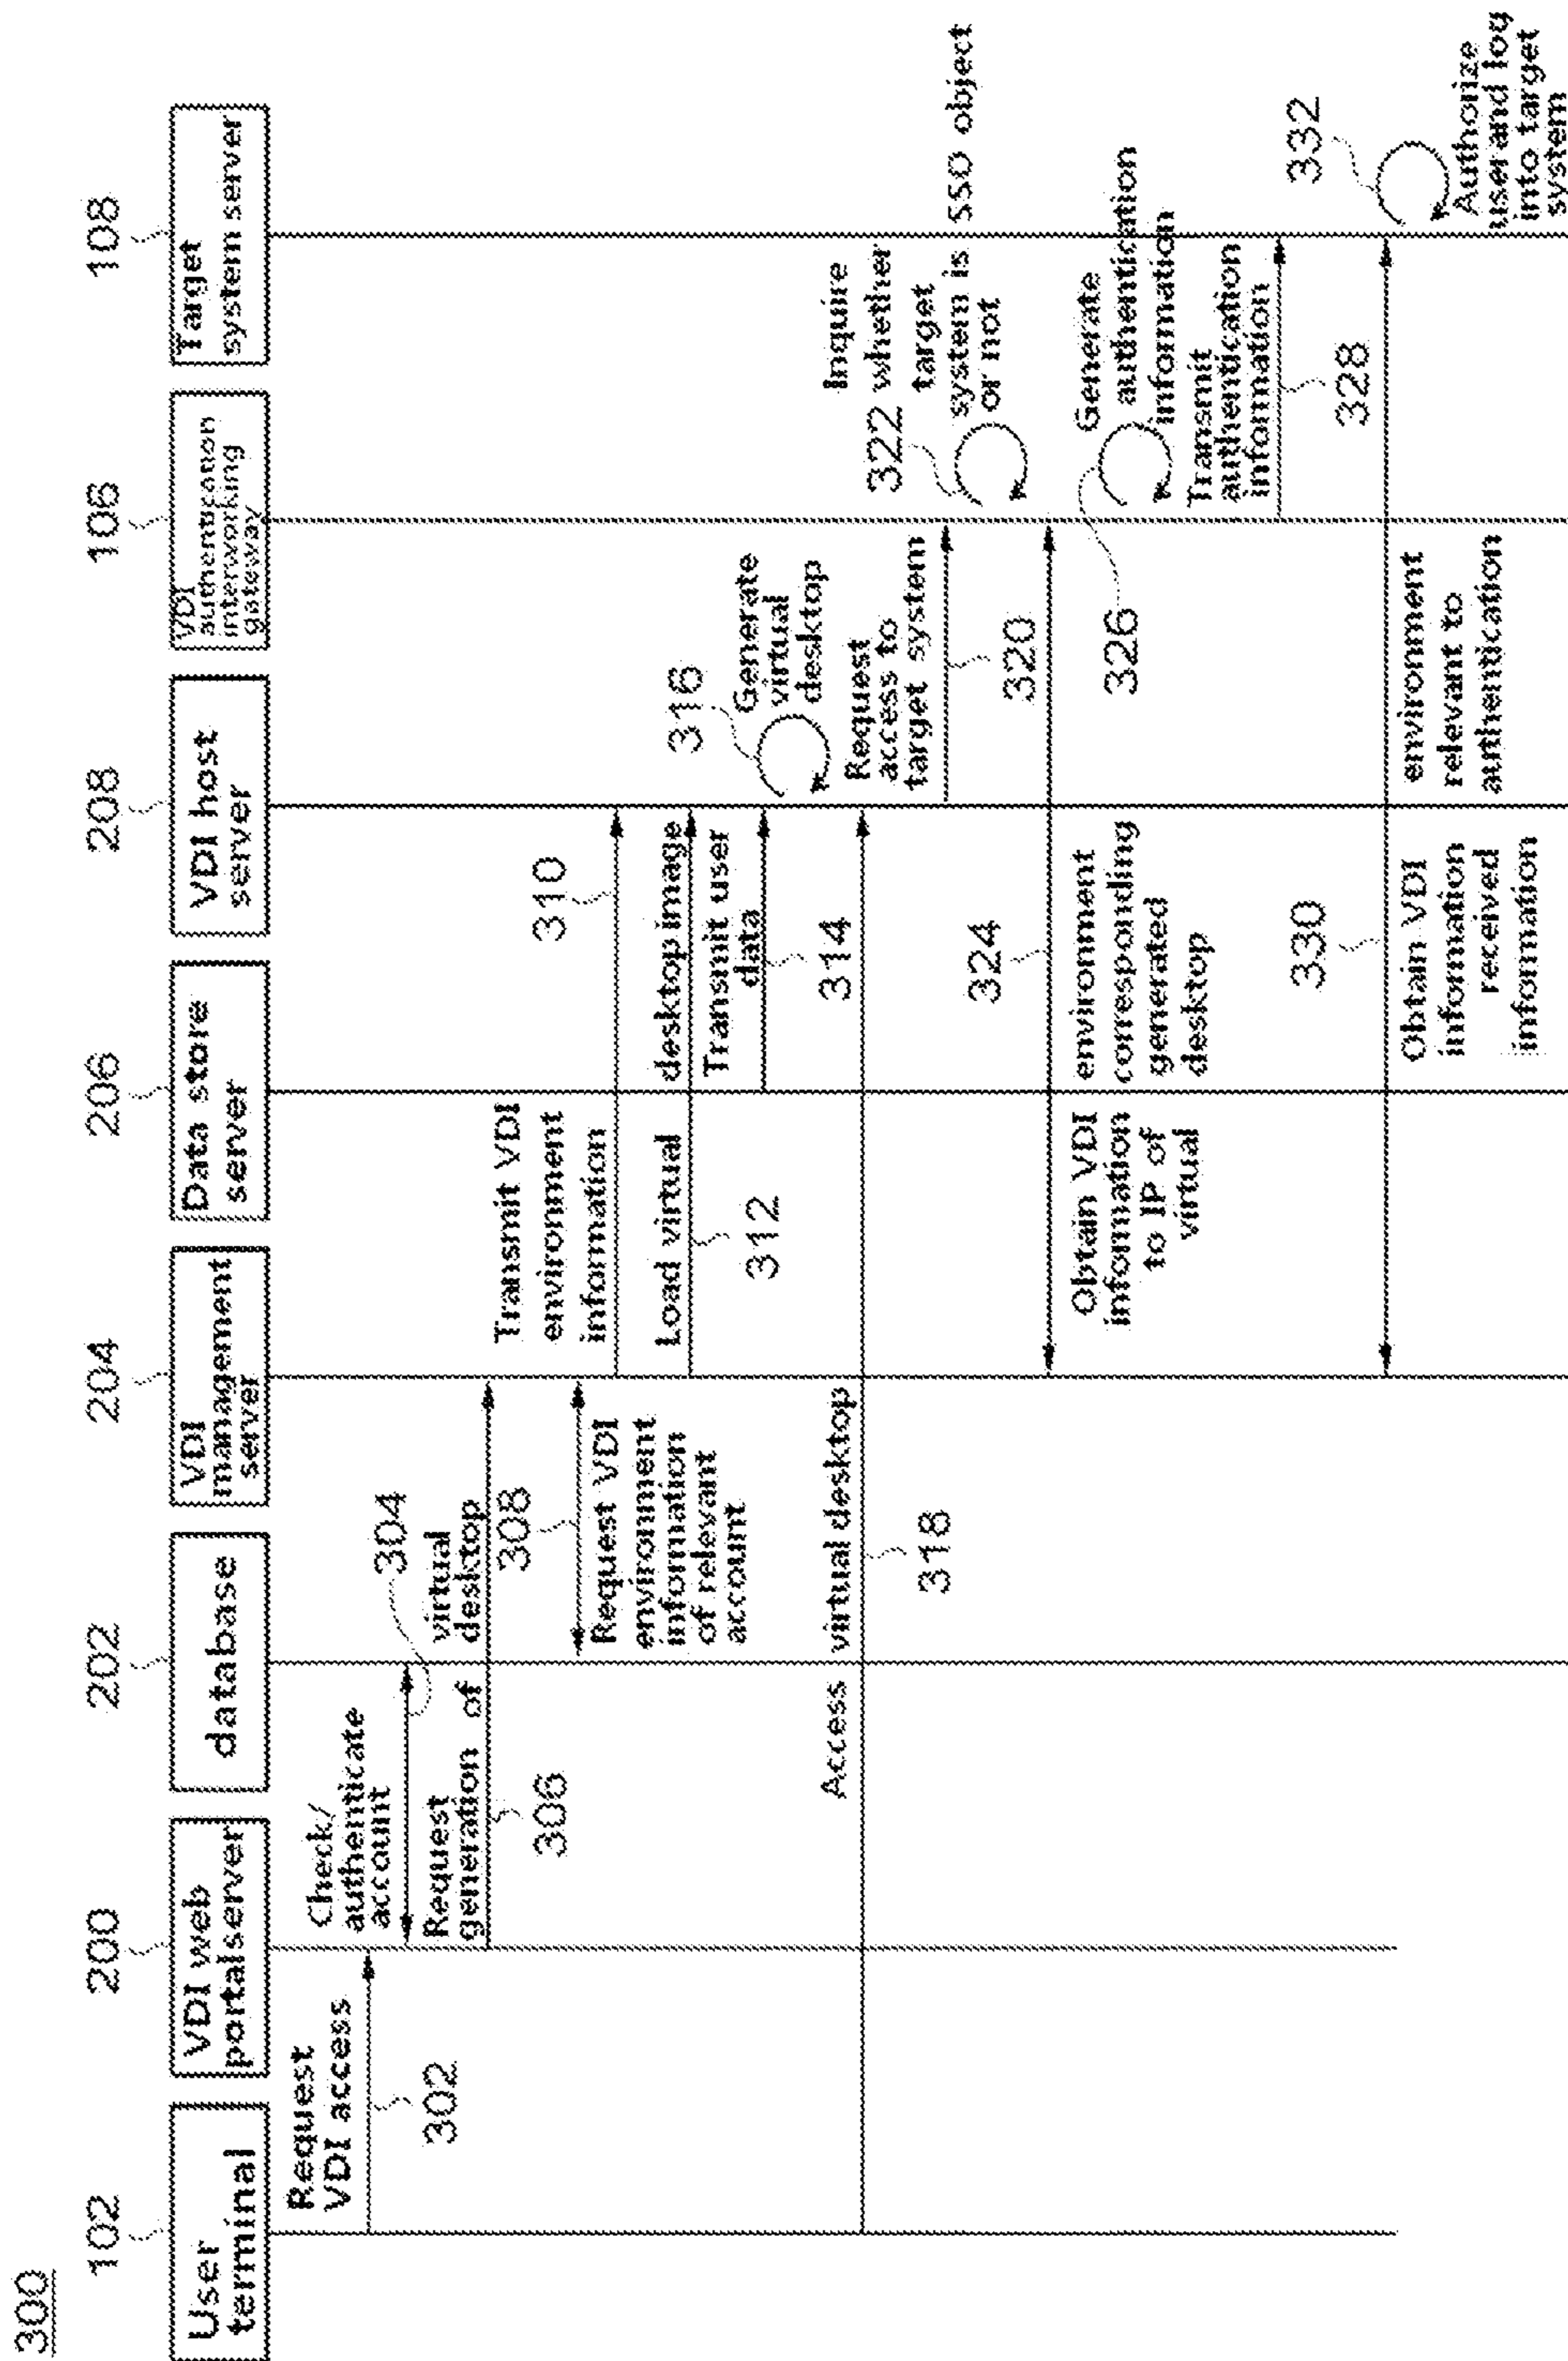 300
102
200
202
204
206
208
106
108
User
terminal
VDI web
portalserver
database
VDI
management
server
Data store
server
VDI host
server
VDI
authentication
interworking
gateway
Target
system server
Request
VDI access
302
Check/
authenticate
account
304
Request
generation of
virtual
desktop
306
308
Request VDI
environment
information
of relevant
account
Transmit VDI
environment
information
310
Load virtual
desktop image
312
Transmit user
data
314
316
Generate
virtual
desktop
Access virtual desktop
318
Request
access to
target system
320
Inquire
whether
target
system is SSO object
or not
322
324
Obtain VDI environment
information corresponding
to IP of generated
virtual desktop
Generate
authentication
information
326
Transmit
authentication
information
328
330
Obtain VDI environment
information relevant to
received authentication
information
332
Authorize
user and log
into target
system